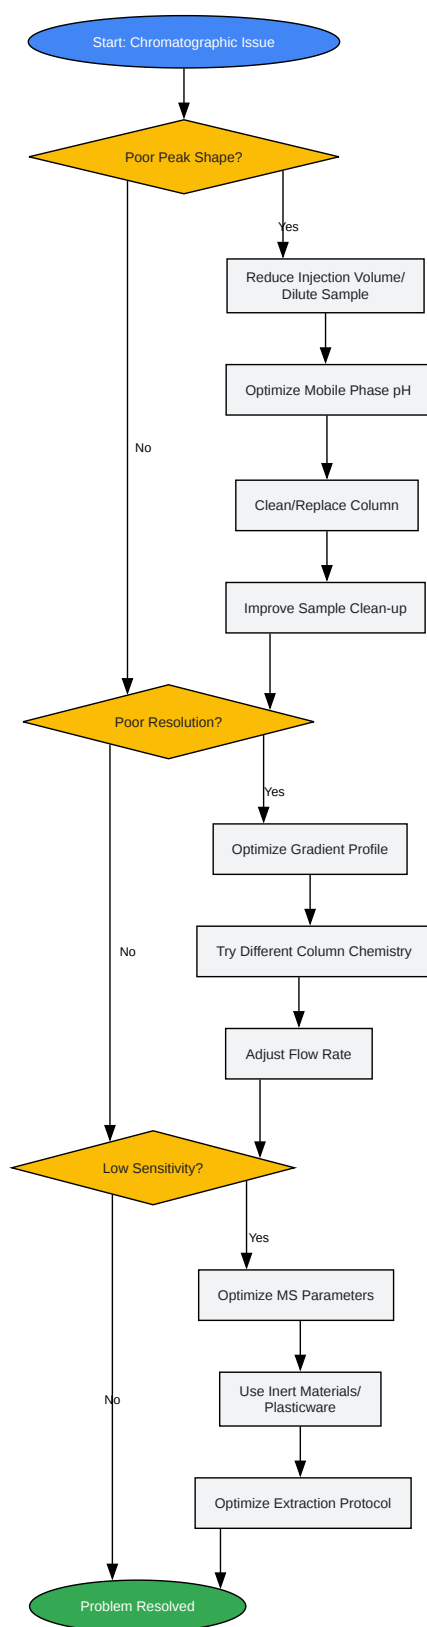 Start: Chromatographic Issue
Poor Peak Shape?
Yes
Reduce Injection Volume/
Dilute Sample
Optimize Mobile Phase pH
No
Clean/Replace Column
Improve Sample Clean-up
Poor Resolution?
Yes
Optimize Gradient Profile
No
Try Different Column Chemistry
Adjust Flow Rate
Low Sensitivity?
Yes
Optimize MS Parameters
No
Use Inert Materials/
Plasticware
Optimize Extraction Protocol
Problem Resolved